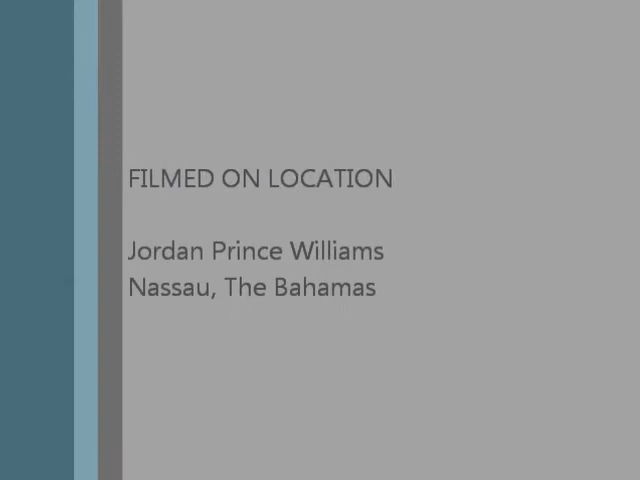 FILMED ON LOCATION
Jordan Prince Williams
Nassau, The Bahamas